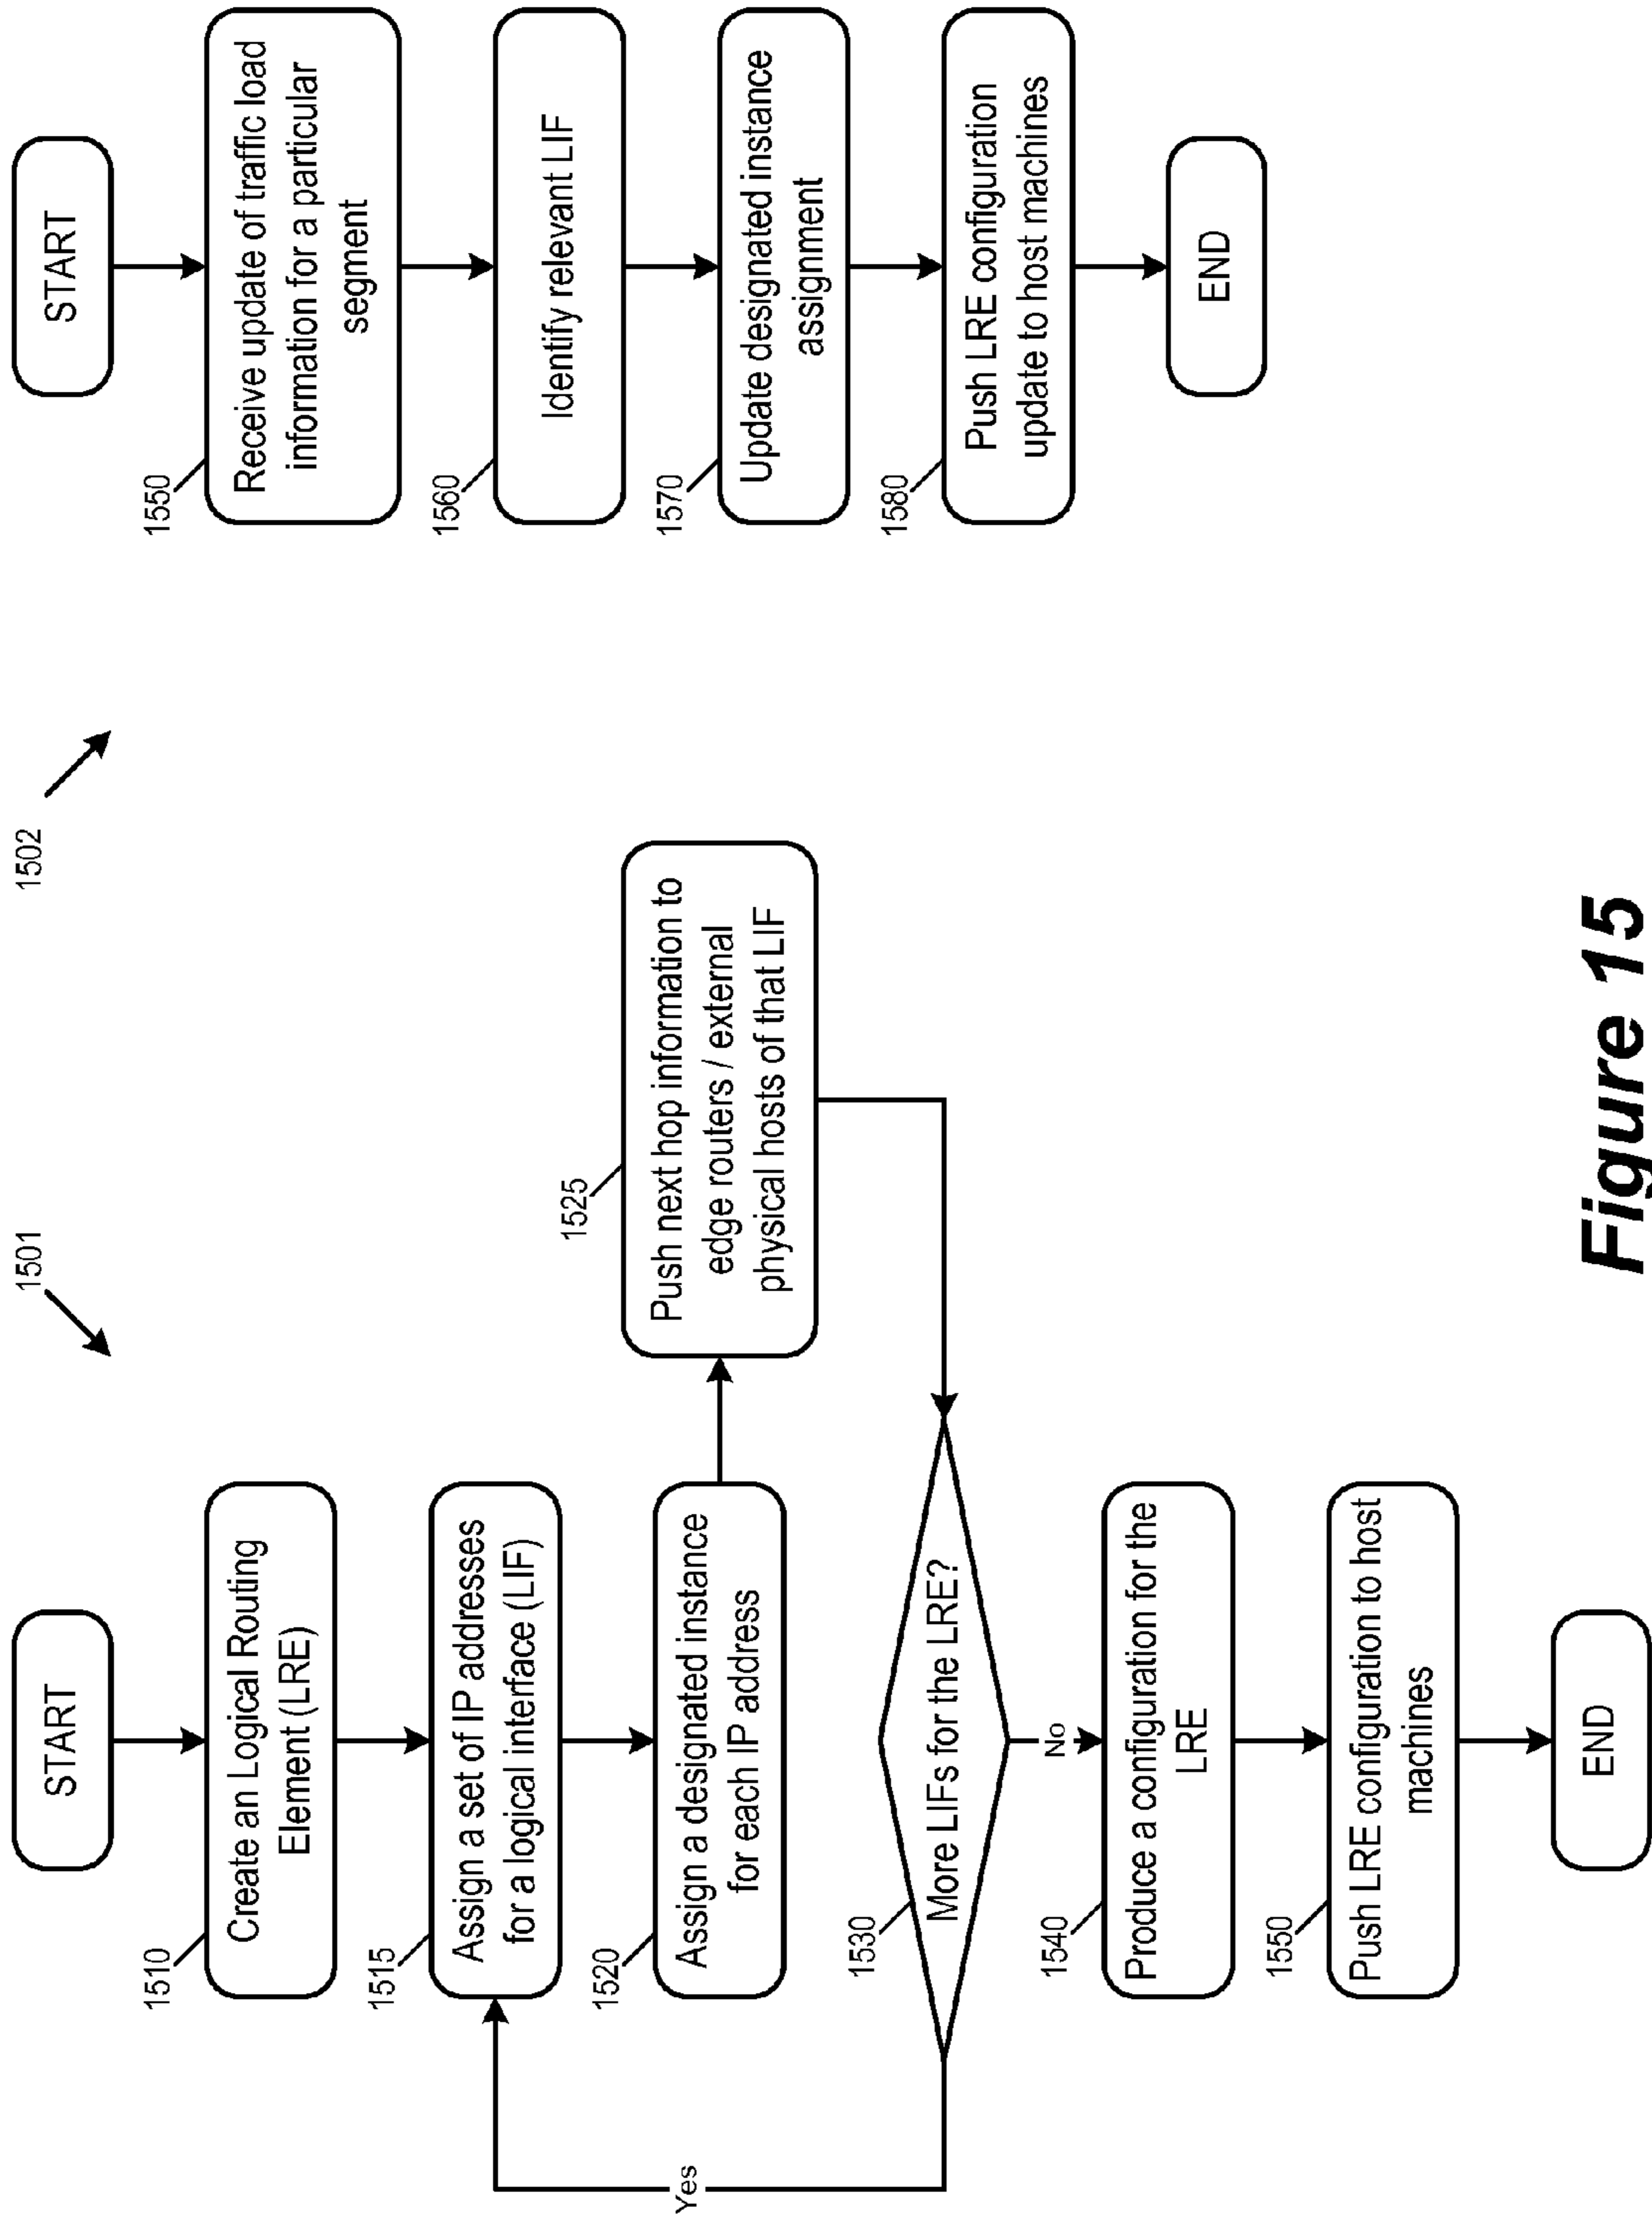 1501
START
1510
Create an Logical Routing
Element (LRE)
1515
Assign a set of IP addresses
for a logical interface (LIF)
1520
Assign a designated instance
for each IP address
1525
Push next hop information to
edge routers / external
physical hosts of that LIF
1530
More LIFs for the LRE?
Yes
No
1540
Produce a configuration for the
LRE
1550
Push LRE configuration to host
machines
END
1502
START
1550
Receive update of traffic load
information for a particular
segment
1560
Identify relevant LIF
1570
Update designated instance
assignment
1580
Push LRE configuration
update to host machines
END
Figure 15